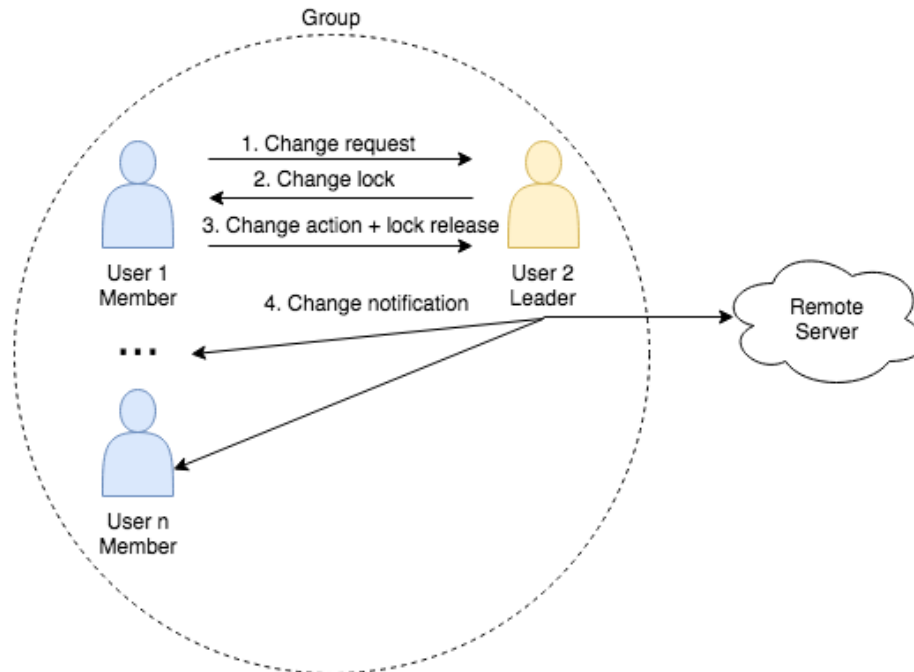 Group
1. Change request
2. Change lock
3. Change action + lock release
User 1
Member
User 2
Leader
4. Change notification
Remote
Server
...
User n
Member